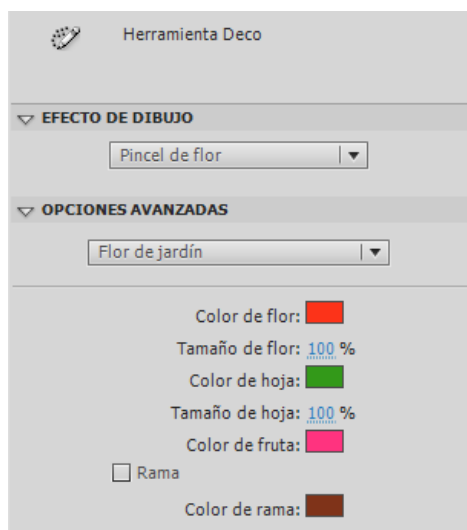 Herramienta Deco
EFECTO DE DIBUJO
Pincel de flor
OPCIONES AVANZADAS
Flor de jardín
Color de flor:
Tamaño de flor: 100 %
Color de hoja:
Tamaño de hoja: 100 %
Color de fruta:
Rama
Color de rama: